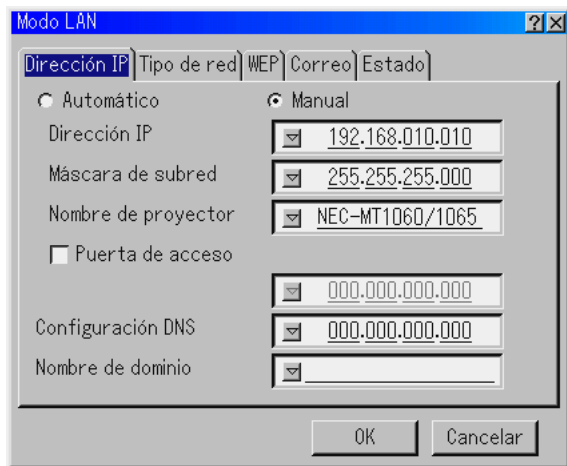 Modo LAN
Dirección IP Tipo de red WEP Correo Estado
Automático Manual
Dirección IP 192.168.010.010
Máscara de subred 255.255.255.000
Nombre de proyector NEC-MT1060/1065
Puerta de acceso
000.000.000.000
Configuración DNS 000.000.000.000
Nombre de dominio
OK Cancelar